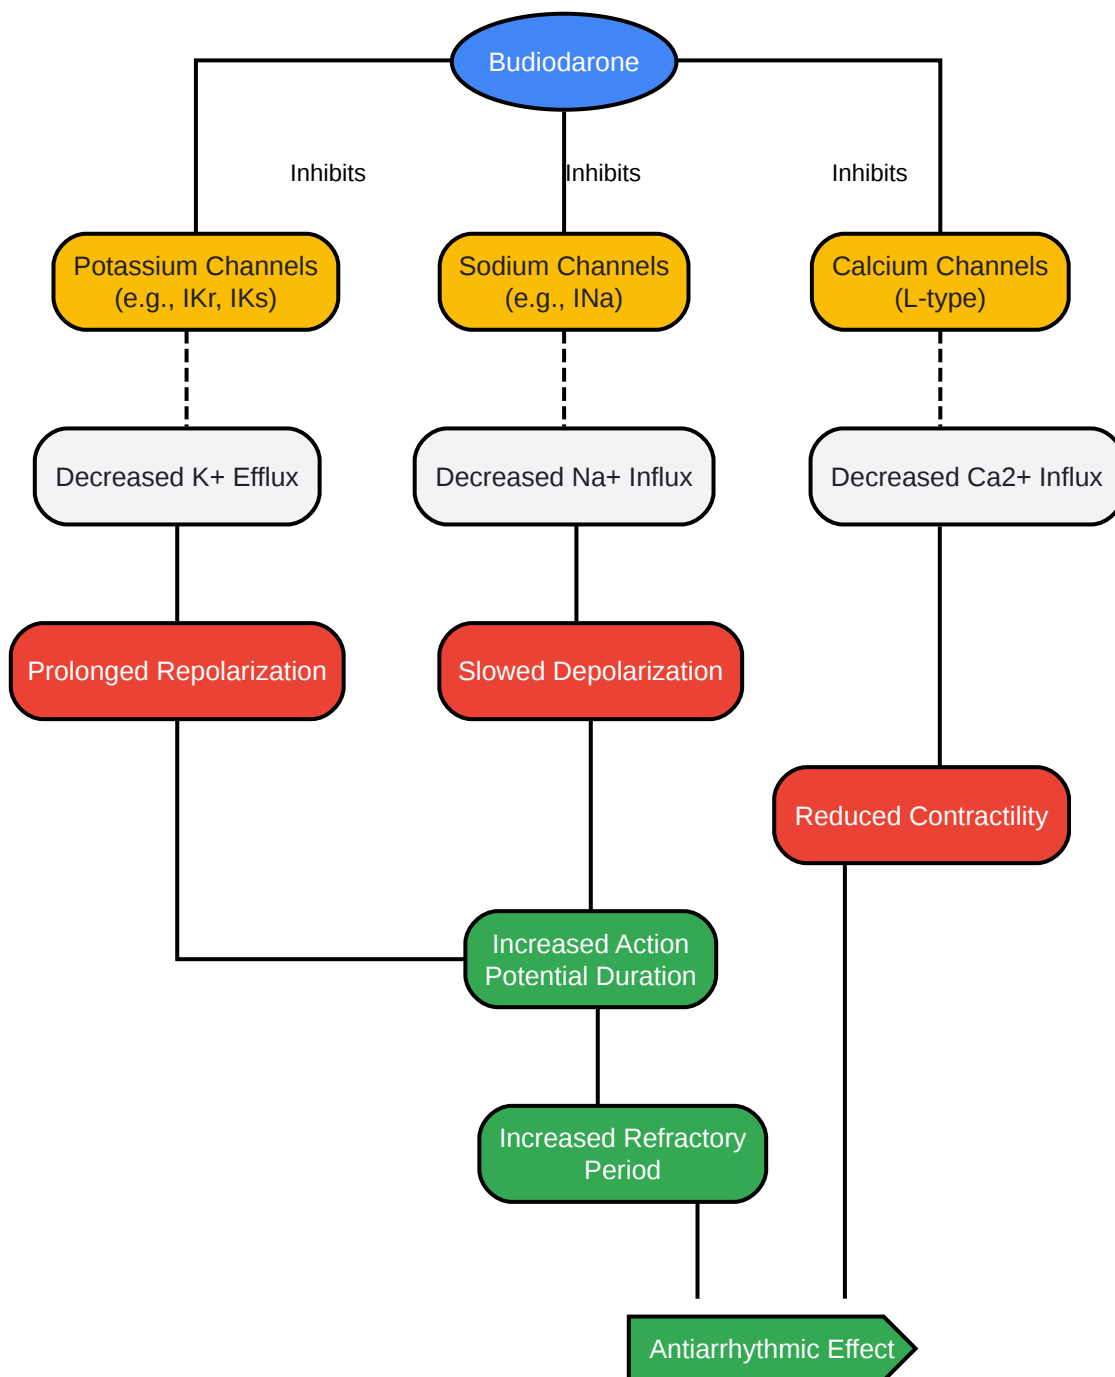 Budiodarone
Inhibits
Inhibits
Inhibits
Potassium Channels
(e.g., IKr, IKs)
Sodium Channels
(e.g., INa)
Calcium Channels
(L-type)
Decreased K+ Efflux
Decreased Na+ Influx
Decreased Ca2+ Influx
Prolonged Repolarization
Slowed Depolarization
Reduced Contractility
Increased Action
Potential Duration
Increased Refractory
Period
Antiarrhythmic Effect